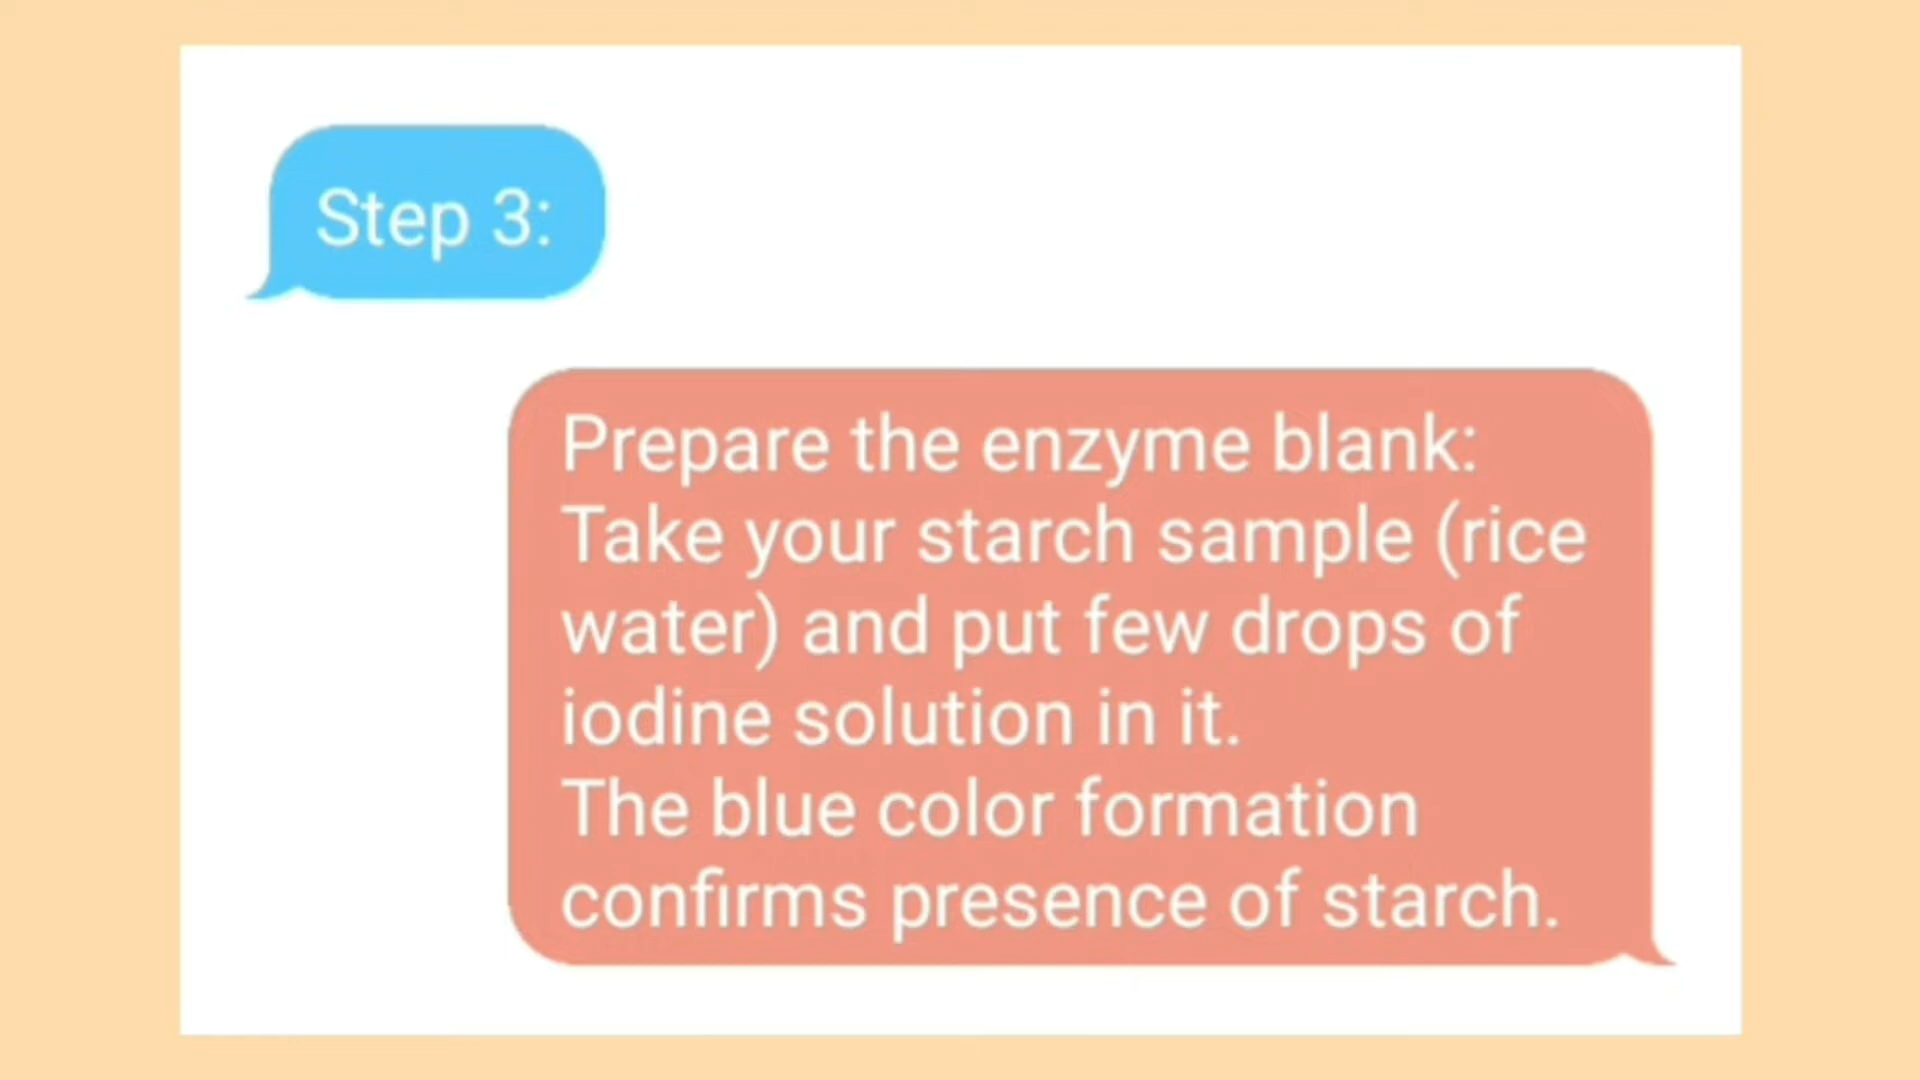 Step 3:
Prepare the enzyme blank:
Take your starch sample (rice
water) and put few drops of
iodine solution in it.
The blue color formation
confirms presence of starch.